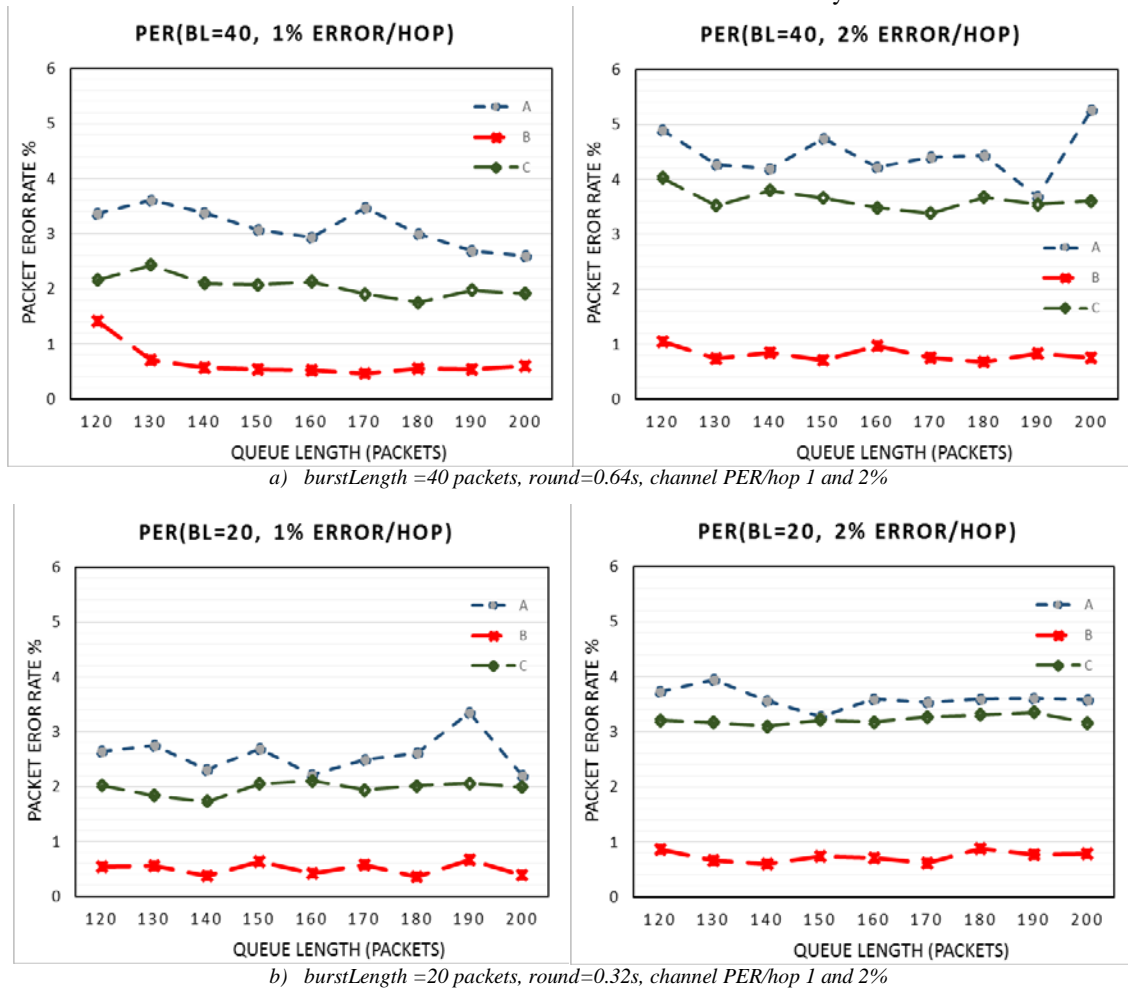 PER(BL=40, 1% ERROR/HOP)
6
5
4
3
2
1
0
PACKET EROR RATE %
A
B
C
120 130 140 150 160 170 180 190 200
QUEUE LENGTH (PACKETS)
PER(BL=40, 2% ERROR/HOP)
6
5
4
3
2
1
0
PACKET EROR RATE %
A
B
C
120 130 140 150 160 170 180 190 200
QUEUE LENGTH (PACKETS)
a) burstLength =40 packets, round=0.64s, channel PER/hop 1 and 2%
PER(BL=20, 1% ERROR/HOP)
6
5
4
3
2
1
0
PACKET EROR RATE %
A
B
C
120 130 140 150 160 170 180 190 200
QUEUE LENGTH (PACKETS)
PER(BL=20, 2% ERROR/HOP)
6
5
4
3
2
1
0
PACKET EROR RATE %
A
B
C
120 130 140 150 160 170 180 190 200
QUEUE LENGTH (PACKETS)
b) burstLength =20 packets, round=0.32s, channel PER/hop 1 and 2%